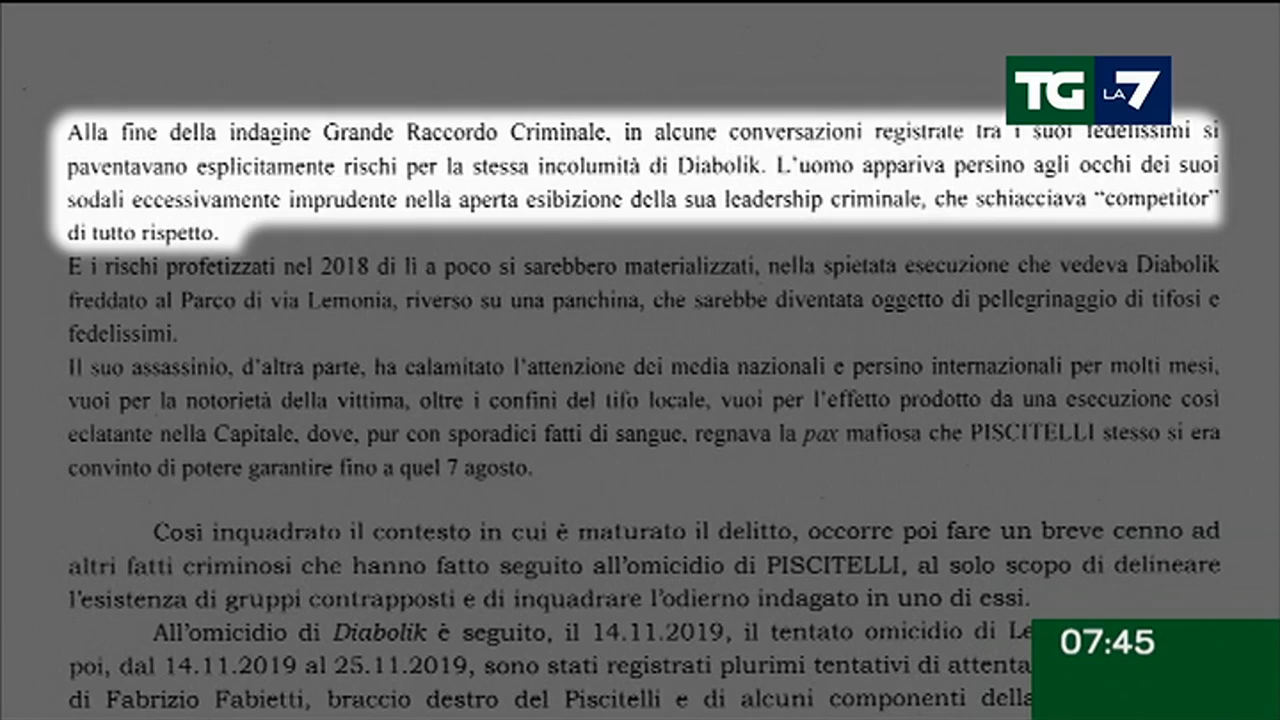 TG LA 7
Alla fine della indagine Grande Raccordo Criminale, in alcune conversazioni registrate tra i suoi fedelissimi si
paventavano esplicitamente rischi per la stessa incolumità di Diabolik. L'uomo appariva persino agli occhi dei suoi
sodali eccessivamente imprudente nella aperta esibizione della sua leadership criminale, che schiacciava “competitor”
di tutto rispetto.
E i rischi profetizzati nel 2018 di lì a poco si sarebbero materializzati, nella spietata esecuzione che vedeva Diabolik
freddato al Parco di via Lemonia, riverso su una panchina, che sarebbe diventata oggetto di pellegrinaggio di tifosi e
fedelissimi.
Il suo assassinio, d'altra parte, ha calamitato l'attenzione dei media nazionali e persino internazionali per molti mesi,
vuoi per la notorietà della vittima, oltre i confini del tifo locale, vuoi per l'effetto prodotto da una esecuzione così
eclatante nella Capitale, dove, pur con sporadici fatti di sangue, regnava la pax mafiosa che PISCITELLI stesso si era
convinto di potere garantire fino a quel 7 agosto.
Così inquadrato il contesto in cui è maturato il delitto, occorre poi fare un breve cenno ad
altri fatti criminosi che hanno fatto seguito all'omicidio di PISCITELLI, al solo scopo di delineare
l'esistenza di gruppi contrapposti e di inquadrare l'odierno indagato in uno di essi.
All'omicidio di Diabolik è seguito, il 14.11.2019, il tentato omicidio di Le
poi, dal 14.11.2019 al 25.11.2019, sono stati registrati plurimi tentativi di attenta
di Fabrizio Fabietti, braccio destro del Piscitelli e di alcuni componenti della
07:45